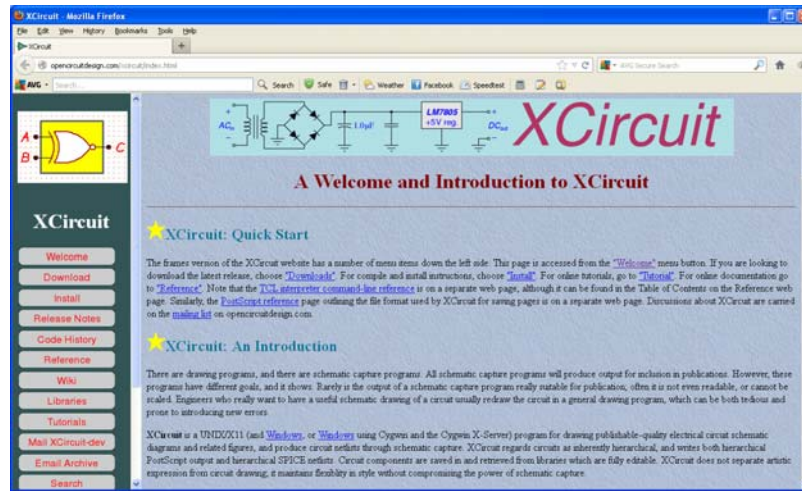 XCircuit - Mozilla Firefox
File Edit View History Bookmarks Tools Help
XCircuit
+
opencircuitdesign.com/xcircuit/index.html
AVG Secure Search
AVG
Search
Search Safe Weather Facebook Speedtest
A
B
C
ACin
1.0μF
LM7805
+5V reg.
DCout
XCircuit
A Welcome and Introduction to XCircuit
XCircuit
Welcome
Download
Install
Release Notes
Code History
Reference
Wiki
Libraries
Tutorials
Mail XCircuit-dev
Email Archive
Search
XCircuit: Quick Start
The frames version of the XCircuit website has a number of menu items down the left side. This page is accessed from the "Welcome" menu button. If you are looking to
download the latest release, choose "Downloads". For compile and install instructions, choose "Install". For online tutorials, go to "Tutorial". For online documentation go
to "Reference". Note that the TCL interpreter command-line reference is on a separate web page, although it can be found in the Table of Contents on the Reference web
page. Similarly, the PostScript reference page outlining the file format used by XCircuit for saving pages is on a separate web page. Discussions about XCircuit are carried
on the mailing list on opencircuitdesign.com.
XCircuit: An Introduction
There are drawing programs, and there are schematic capture programs. All schematic capture programs will produce output for inclusion in publications. However, these
programs have different goals, and it shows. Rarely is the output of a schematic capture program really suitable for publication; often it is not even readable, or cannot be
scaled. Engineers who really want to have a useful schematic drawing of a circuit usually redraw the circuit in a general drawing program, which can be both tedious and
prone to introducing new errors.
XCircuit is a UNIX/X11 (and Windows, or Windows using Cygwin and the Cygwin X-Server) program for drawing publishable-quality electrical circuit schematic
diagrams and related figures, and produce circuit netlists through schematic capture. XCircuit regards circuits as inherently hierarchical, and writes both hierarchical
PostScript output and hierarchical SPICE netlists. Circuit components are saved in and retrieved from libraries which are fully editable. XCircuit does not separate artistic
expression from circuit drawing; it maintains flexiblity in style without compromising the power of schematic capture.